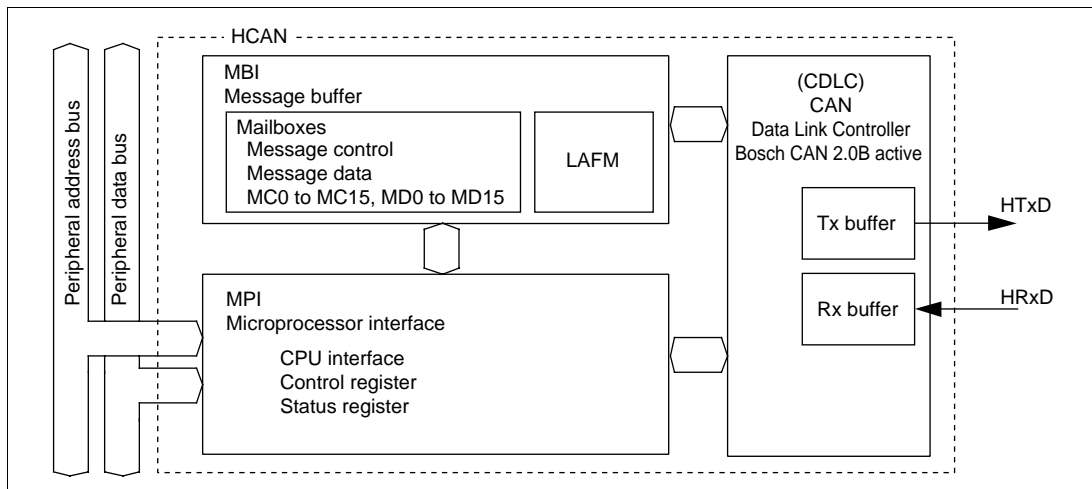 HCAN
Peripheral address bus
Peripheral data bus
MBI
Message buffer
Mailboxes
Message control
Message data
MC0 to MC15, MD0 to MD15
LAFM
(CDLC)
CAN
Data Link Controller
Bosch CAN 2.0B active
Tx buffer
HTxD
Rx buffer
HRxD
MPI
Microprocessor interface
CPU interface
Control register
Status register